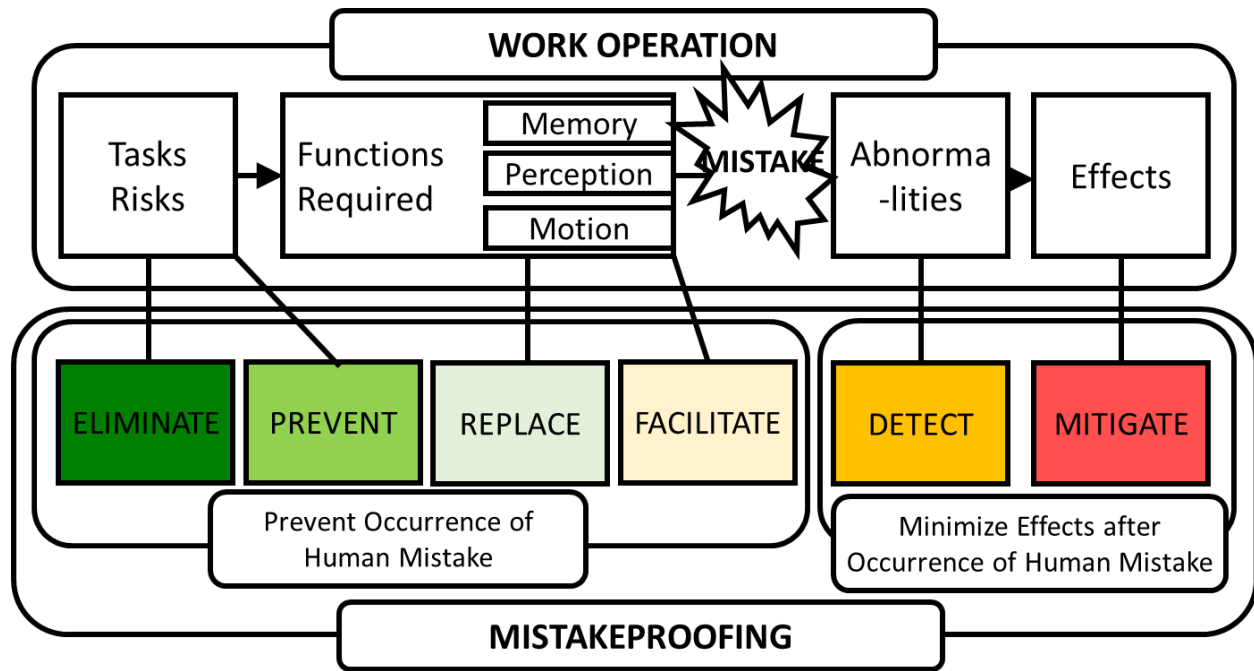 WORK OPERATION
Tasks
Risks
Functions
Required
Memory
Perception
Motion
MISTAKE
Abnorma
-lities
Effects
ELIMINATE
PREVENT
REPLACE
FACILITATE
DETECT
MITIGATE
Prevent Occurrence of
Human Mistake
Minimize Effects after
Occurrence of Human Mistake
MISTAKEPROOFING